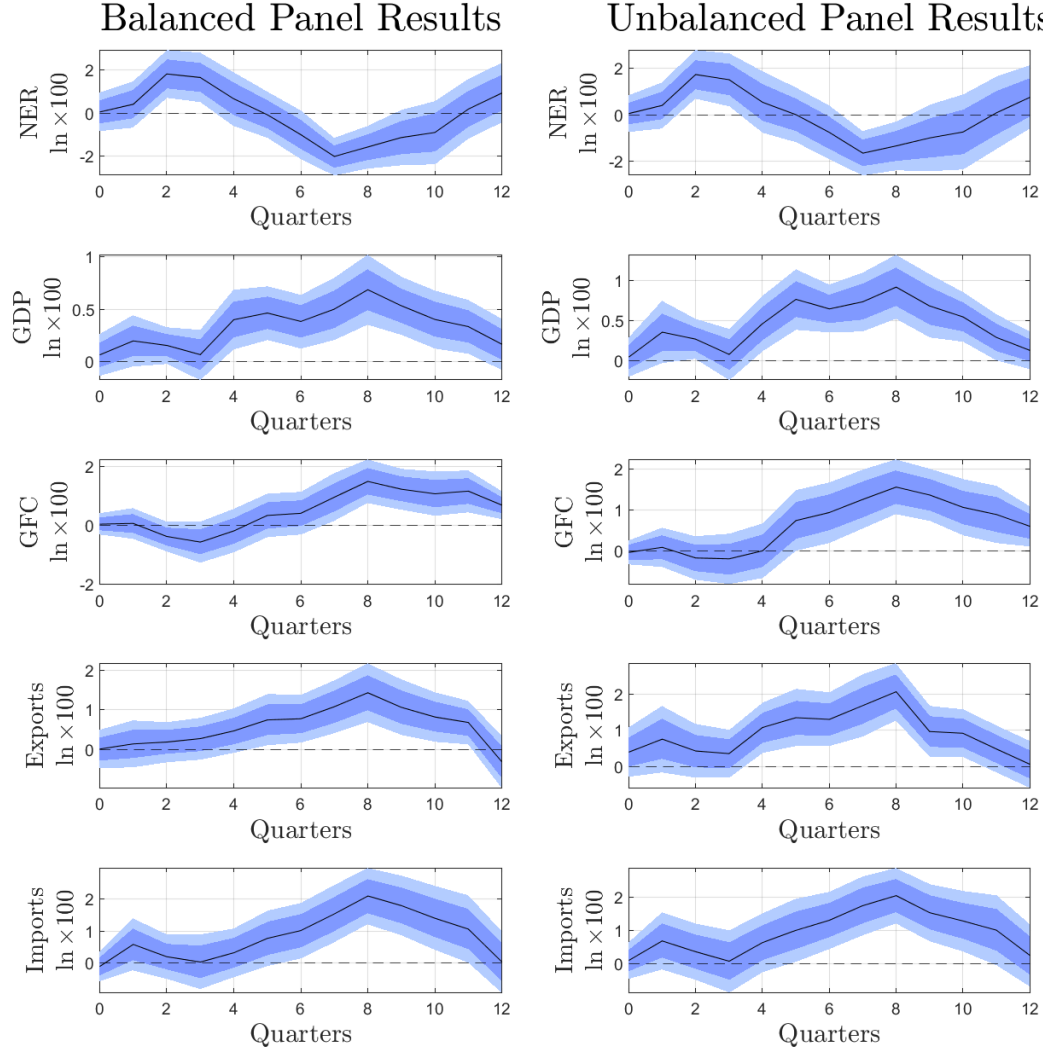 Balanced Panel Results
Unbalanced Panel Results
NER
ln ×100
2
0
-2
0 2 4 6 8 10 12
Quarters
NER
ln ×100
2
0
-2
0 2 4 6 8 10 12
Quarters
GDP
ln ×100
1
0.5
0
0 2 4 6 8 10 12
Quarters
GDP
ln ×100
1
0.5
0
0 2 4 6 8 10 12
Quarters
GFC
ln ×100
2
0
-2
0 2 4 6 8 10 12
Quarters
GFC
ln ×100
2
1
0
0 2 4 6 8 10 12
Quarters
Exports
ln ×100
2
1
0
0 2 4 6 8 10 12
Quarters
Exports
ln ×100
2
1
0
0 2 4 6 8 10 12
Quarters
Imports
ln ×100
2
1
0
0 2 4 6 8 10 12
Quarters
Imports
ln ×100
3
2
1
0
0 2 4 6 8 10 12
Quarters